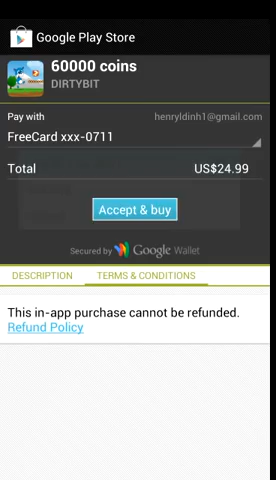 Google Play Store
60000 coins
DIRTYBIT
Pay with henryldinh1@gmail.com
FreeCard xxx-0711
Total US$24.99
Accept & buy
Secured by Google Wallet
DESCRIPTION TERMS & CONDITIONS
This in-app purchase cannot be refunded.
Refund Policy